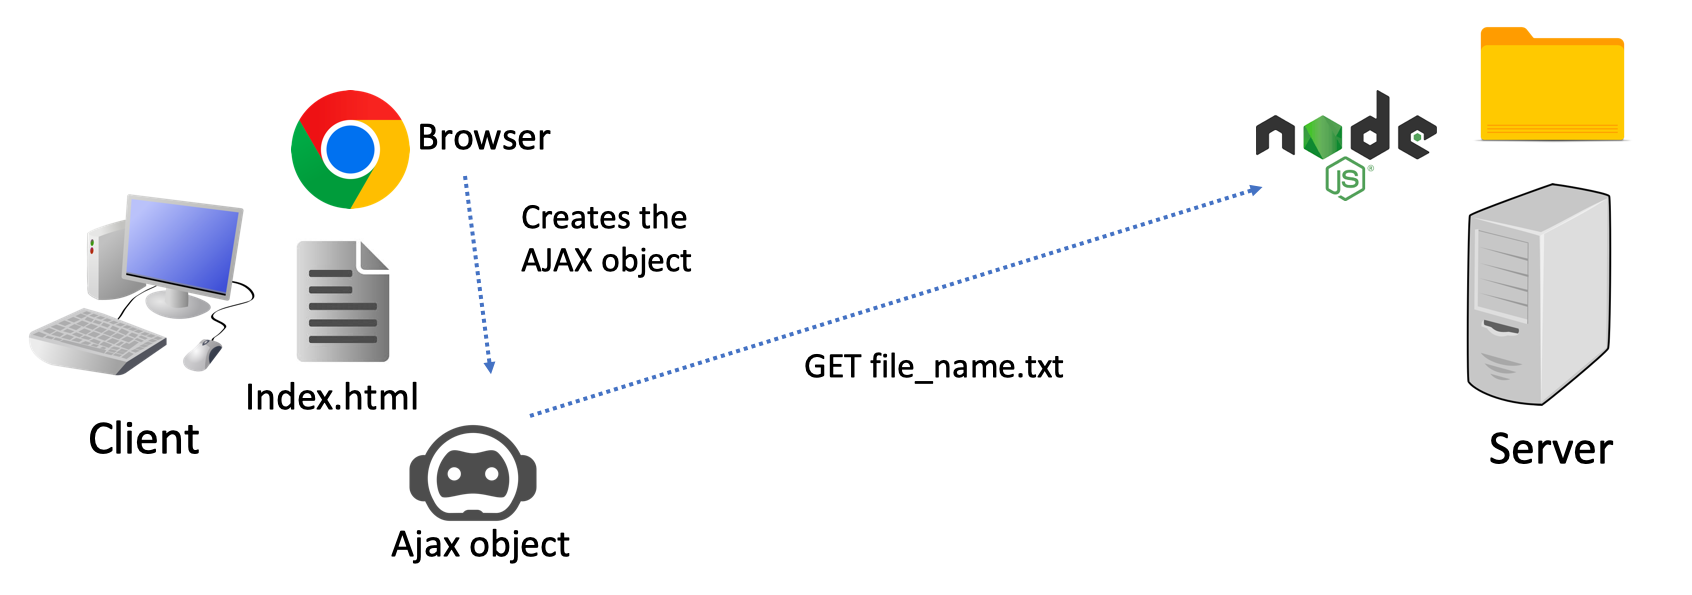 Browser
Creates the
AJAX object
Index.html
Client
Ajax object
GET file_name.txt
node
JS®
Server